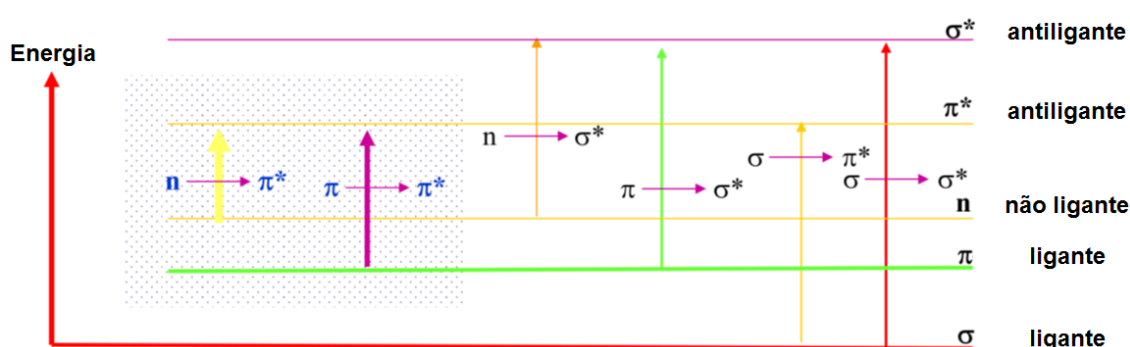 σ* antiligante
Energia
π* antiligante
n → σ*
σ → π*
n → π*
π → π*
π → σ*
σ → σ*
n não ligante
π ligante
σ ligante